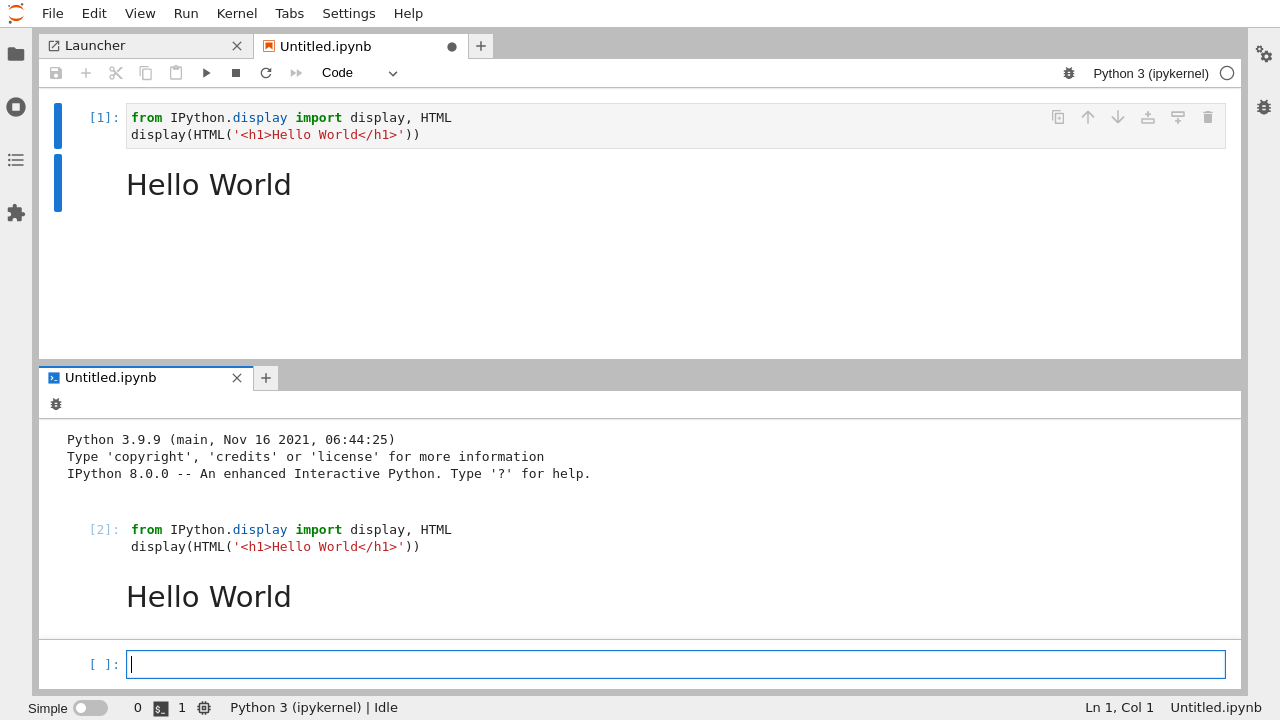 File Edit View Run Kernel Tabs Settings Help
Launcher
Untitled.ipynb
Code
Python 3 (ipykernel)
[1]: from IPython.display import display, HTML
display(HTML('<h1>Hello World</h1>'))
Hello World
Untitled.ipynb
Python 3.9.9 (main, Nov 16 2021, 06:44:25)
Type 'copyright', 'credits' or 'license' for more information
IPython 8.0.0 -- An enhanced Interactive Python. Type '?' for help.
[2]: from IPython.display import display, HTML
display(HTML('<h1>Hello World</h1>'))
Hello World
[ ]:
Simple 0 $_ 1 Python 3 (ipykernel) | Idle Ln 1, Col 1 Untitled.ipynb